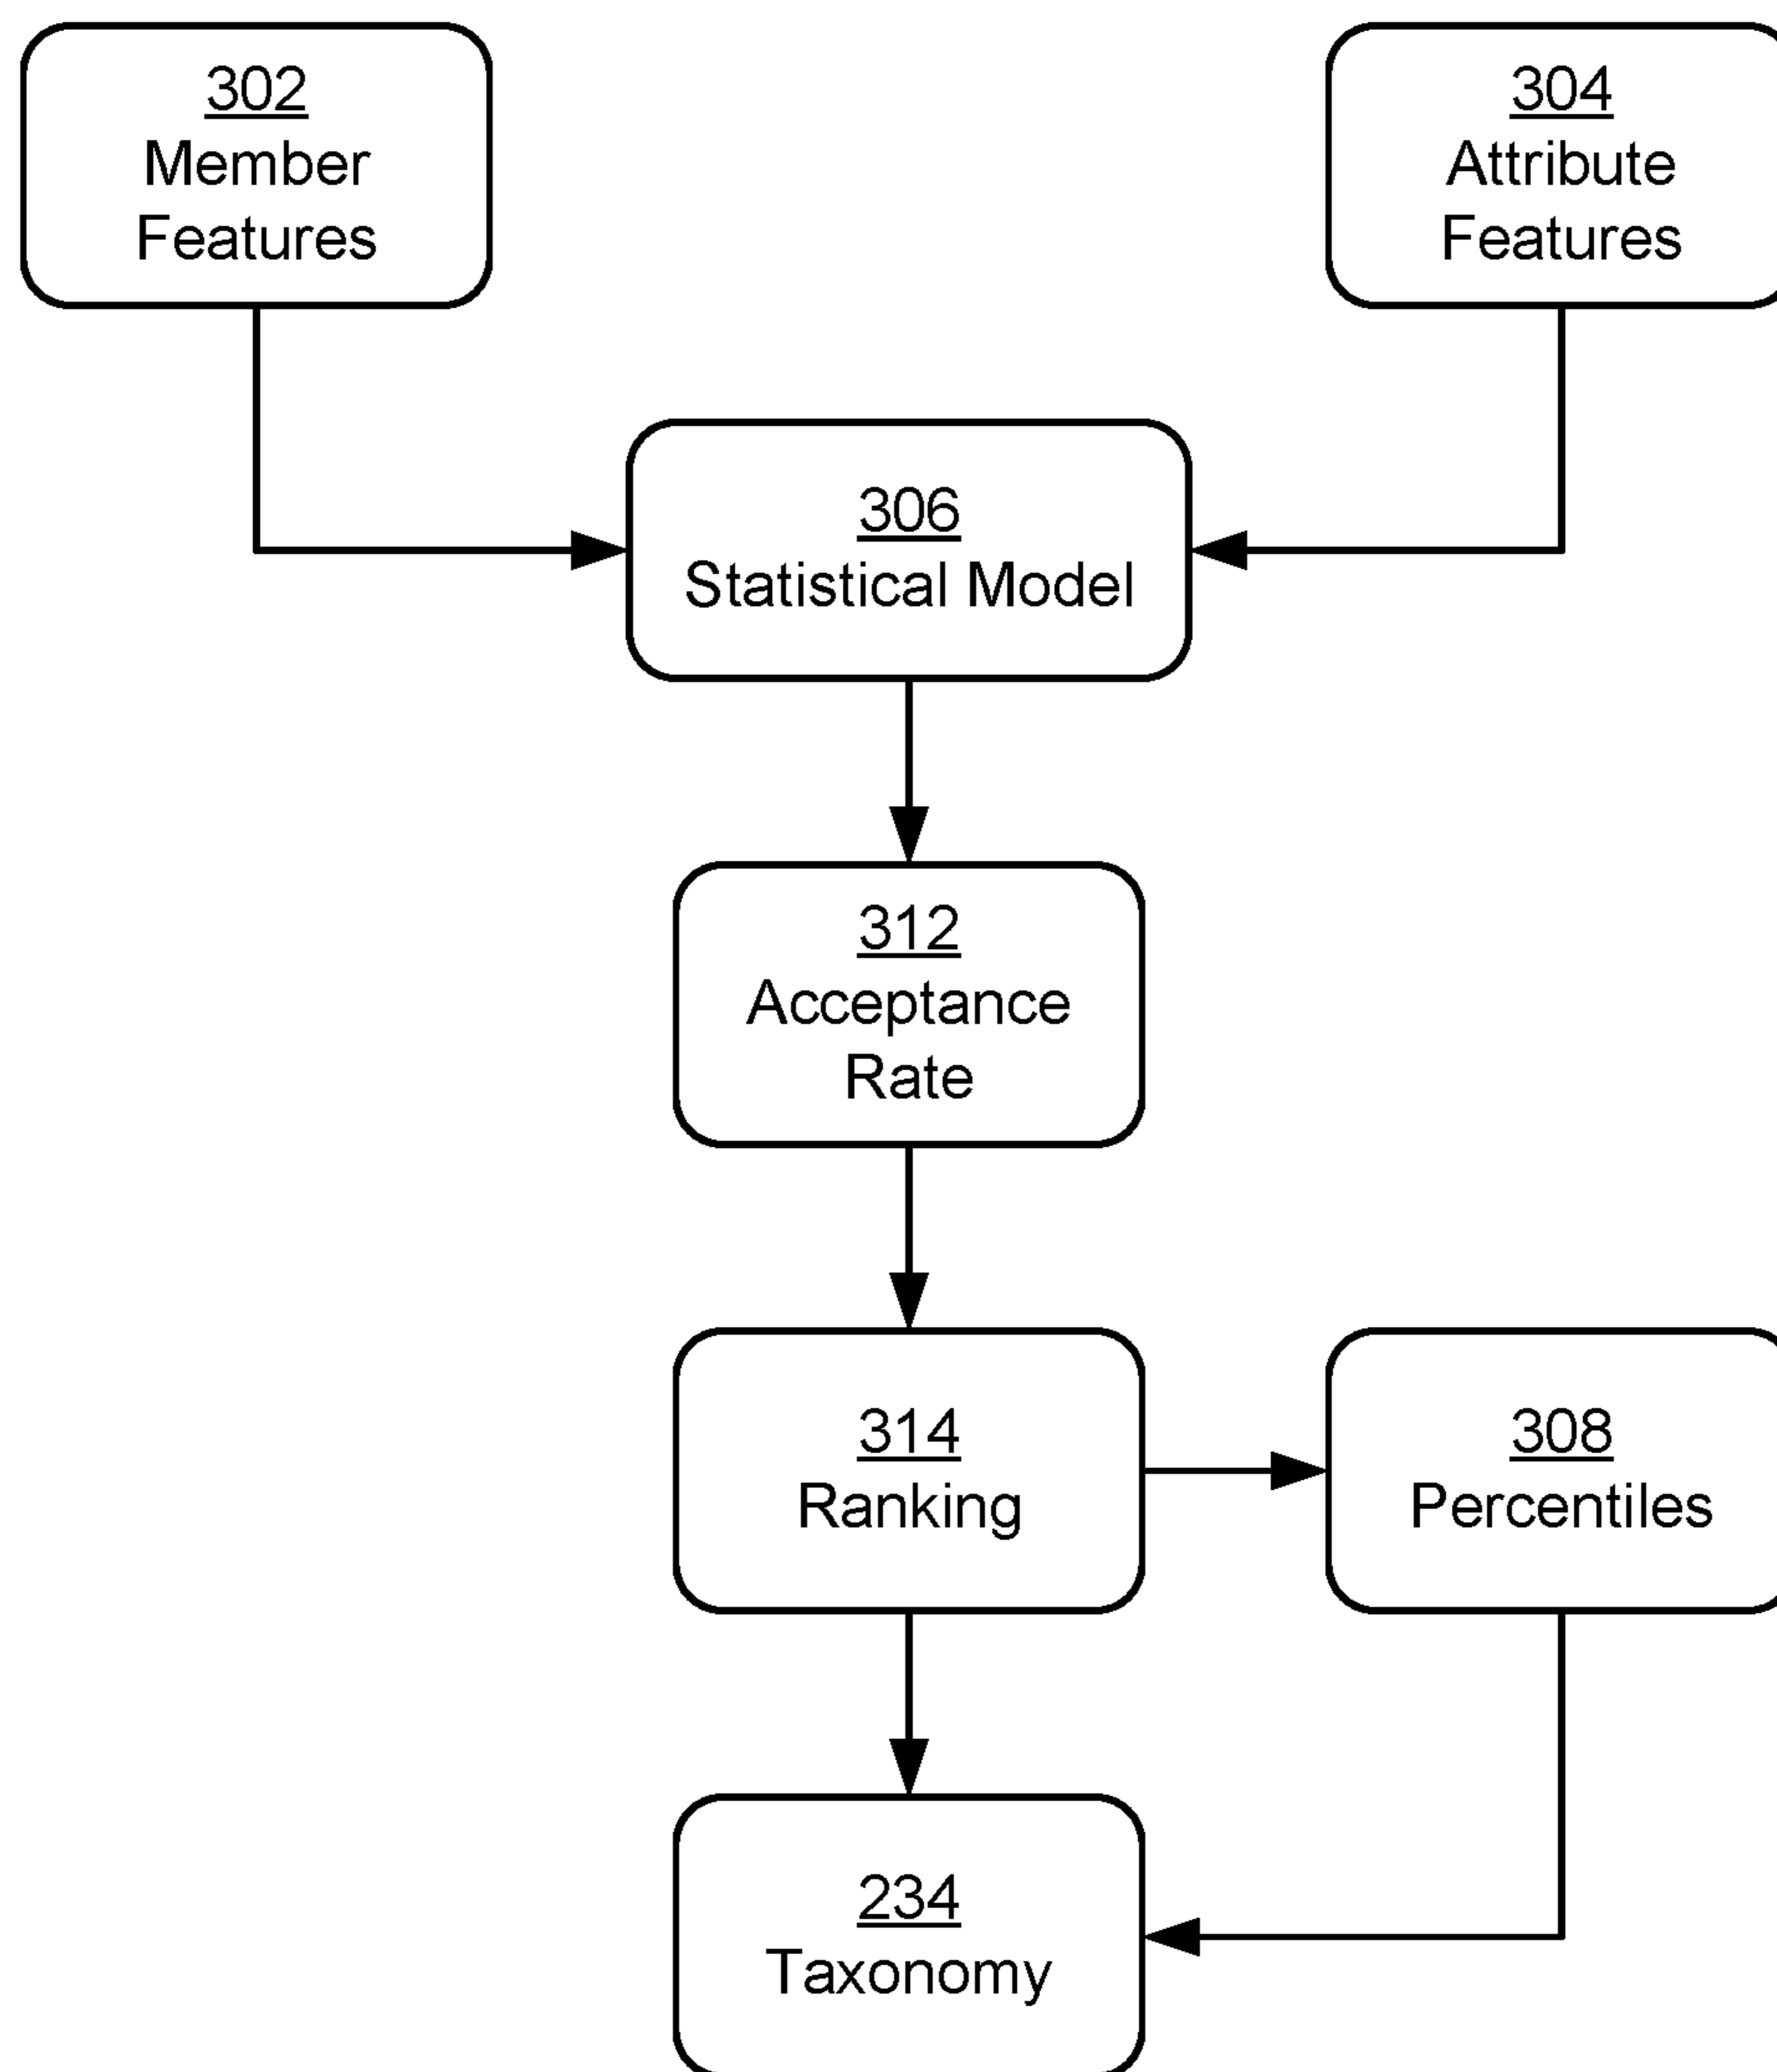 302
Member
Features
304
Attribute
Features
306
Statistical Model
312
Acceptance
Rate
314
Ranking
308
Percentiles
234
Taxonomy